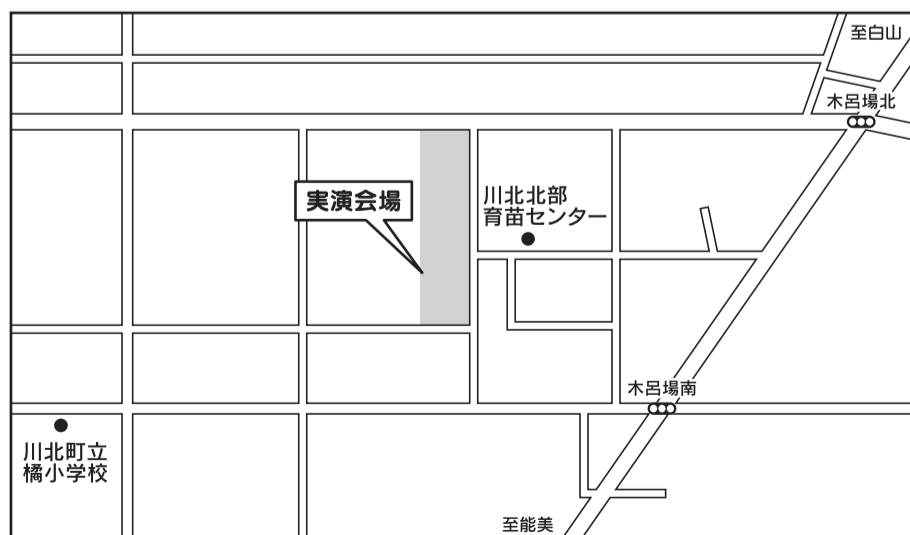 至白山
木呂場北
実演会場
川北北部
育苗センター
木呂場南
川北町立
橘小学校
至能美